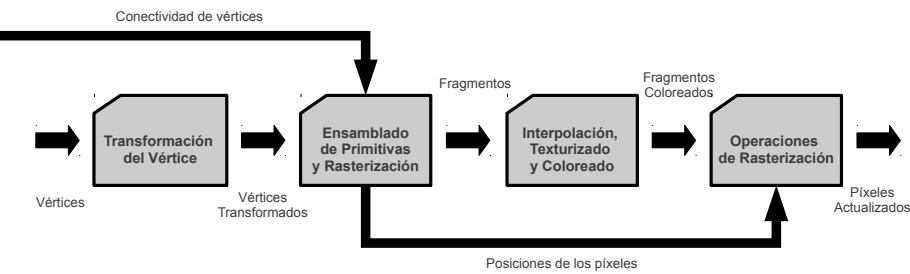 Conectividad de vértices
Fragmentos
Fragmentos
Coloreados
Transformación
del Vértice
Ensamblado
de Primitivas
y Rasterización
Interpolación,
Texturizado
y Coloreado
Operaciones
de Rasterización
Vértices
Vértices
Transformados
Píxeles
Actualizados
Posiciones de los píxeles